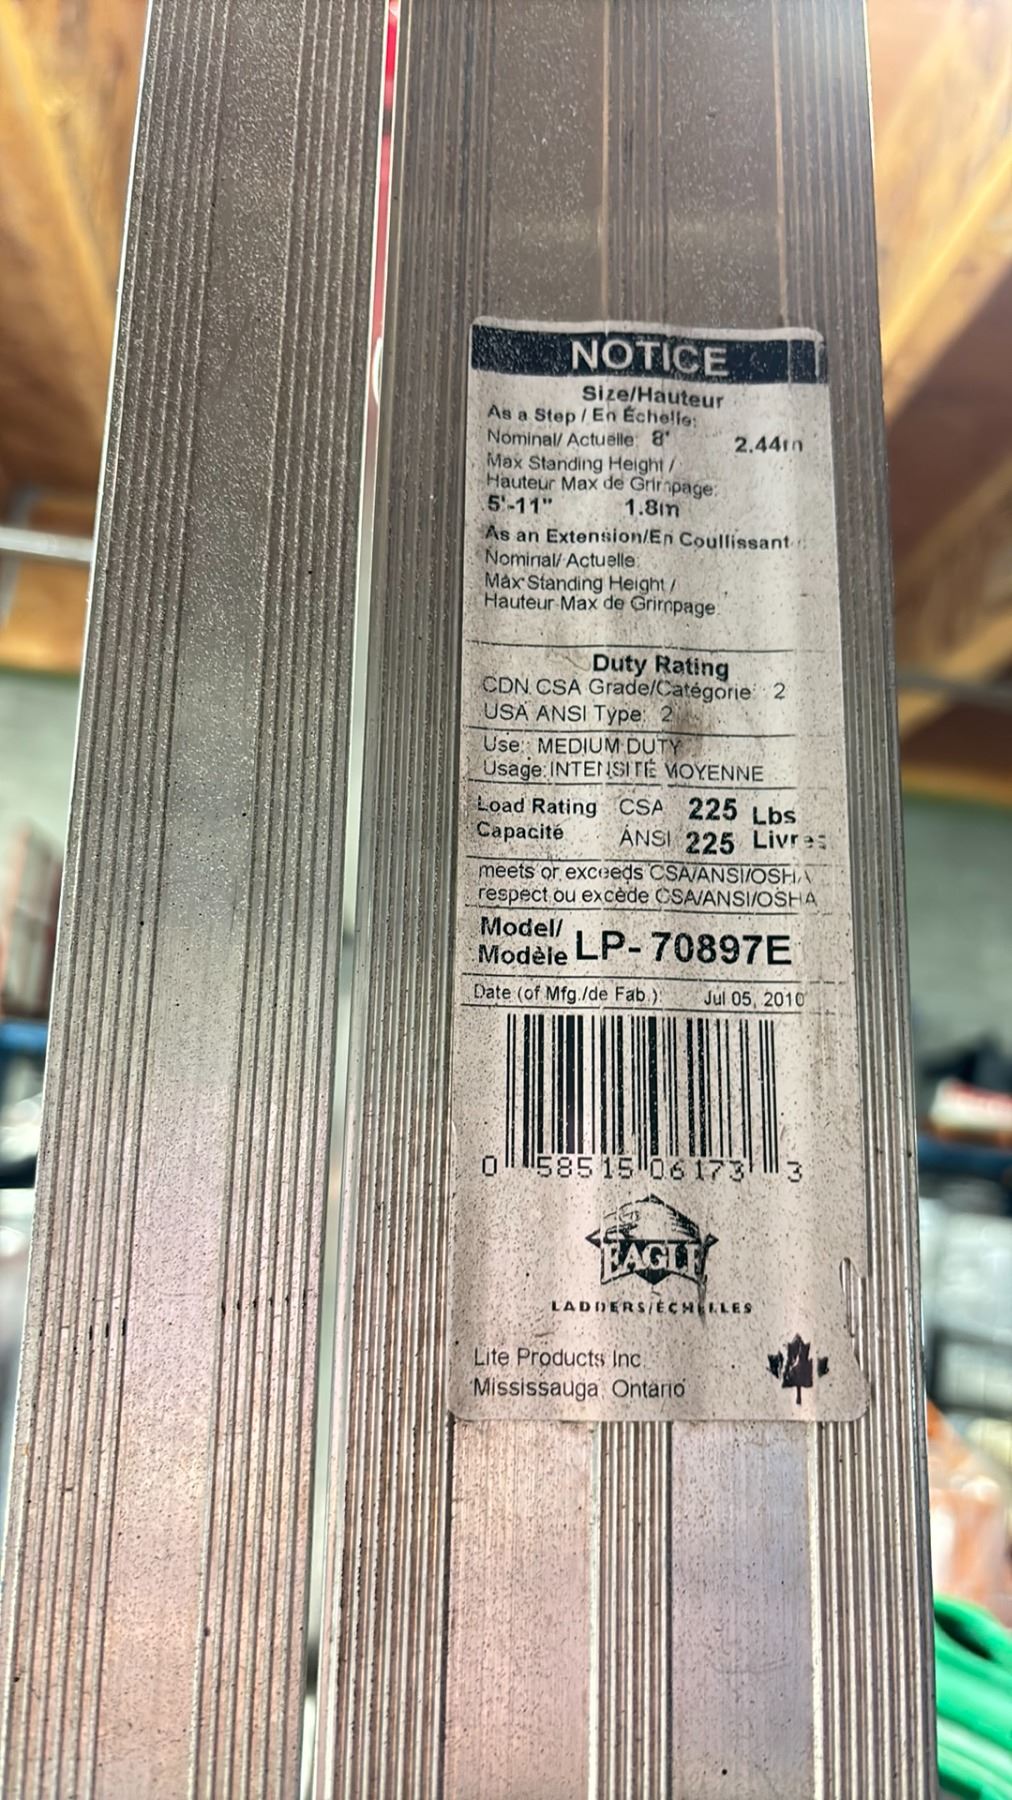 NOTICE
Size/Hauteur
As a Step / En Échelle:
Nominal/ Actuelle: 8' 2.44m
Max Standing Height /
Hauteur Max de Grimpage:
5'-11" 1.8m
As an Extension/En Coullissant :
Nominal/ Actuelle:
Max Standing Height /
Hauteur Max de Grimpage:
Duty Rating
CDN CSA Grade/Catégorie: 2
USA ANSI Type: 2
Use: MEDIUM DUTY
Usage: INTENSITÉ MOYENNE
Load Rating CSA 225 Lbs
Capacité ANSI 225 Livres
meets or exceeds CSA/ANSI/OSHA
respect ou excède CSA/ANSI/OSHA
Model/
Modèle LP- 70897E
Date (of Mfg./de Fab.): Jul 05, 2010
0 58515 06173 3
EAGLE
LADDERS/ÉCHELLES
Lite Products Inc.
Mississauga, Ontario